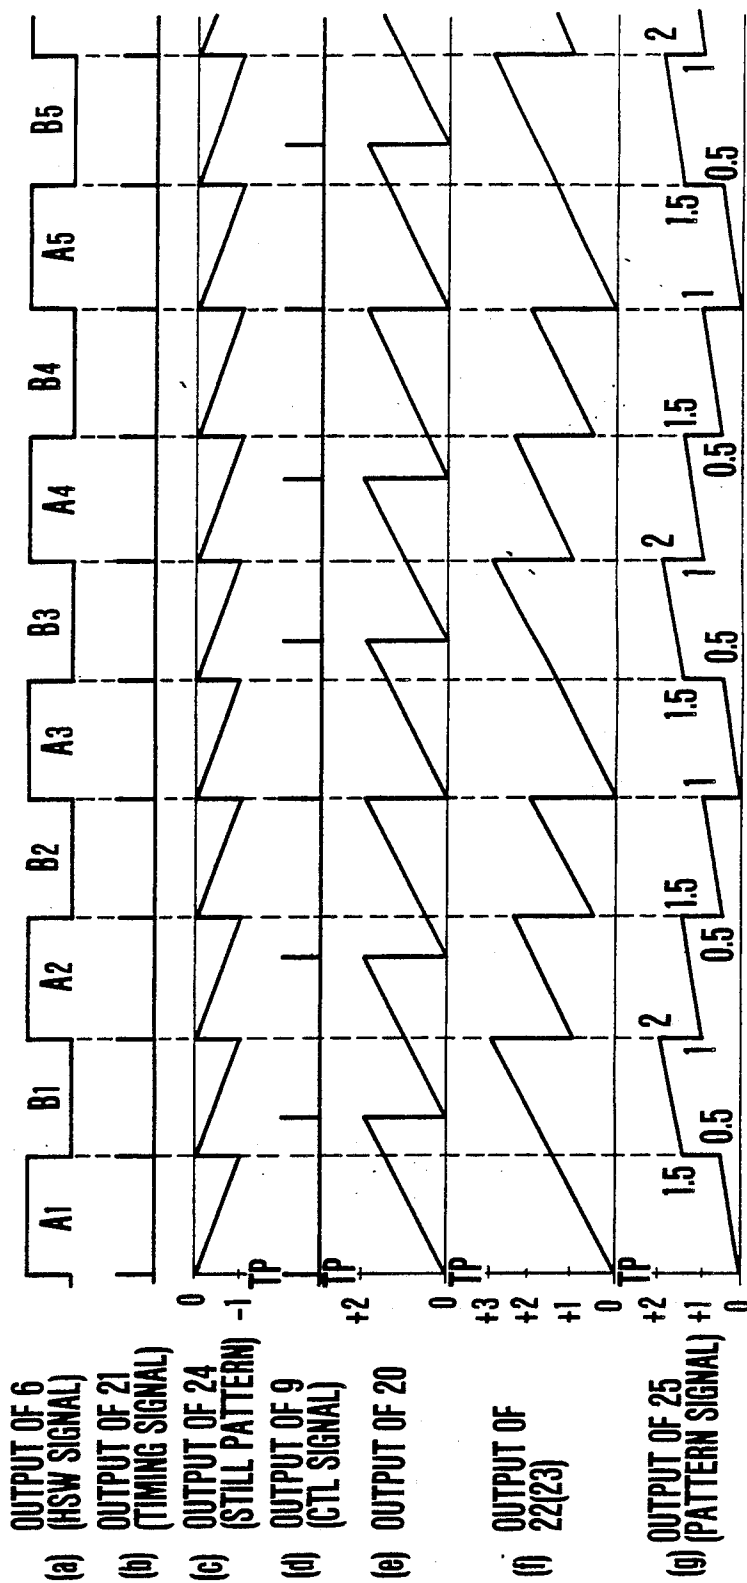 (a) OUTPUT OF 6
(HSW SIGNAL)
A1 B1 A2 B2 A3 B3 A4 B4 A5 B5
(b) OUTPUT OF 21
(TIMING SIGNAL)
(c) OUTPUT OF 24
(STILL PATTERN)
0
-1
TP
(d) OUTPUT OF 9
(CTL SIGNAL)
TP
(e) OUTPUT OF 20
+2
0
TP
(f) OUTPUT OF
22(23)
+3
+2
+1
0
TP
(g) OUTPUT OF 25
(PATTERN SIGNAL)
+2
+1
0
1.5 0.5 1 2 0.5 1.5 1 1.5 0.5 1 2 0.5 1.5 1 1.5 0.5 1 2